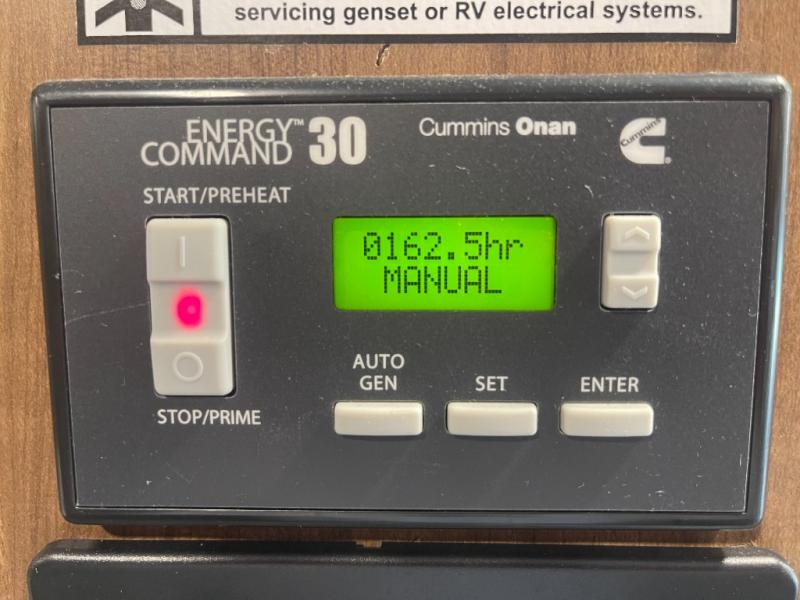 servicing genset or RV electrical systems.
ENERGY™
COMMAND 30
Cummins Onan
Cummins
START/PREHEAT
0162.5hr
MANUAL
AUTO
GEN
SET
ENTER
STOP/PRIME